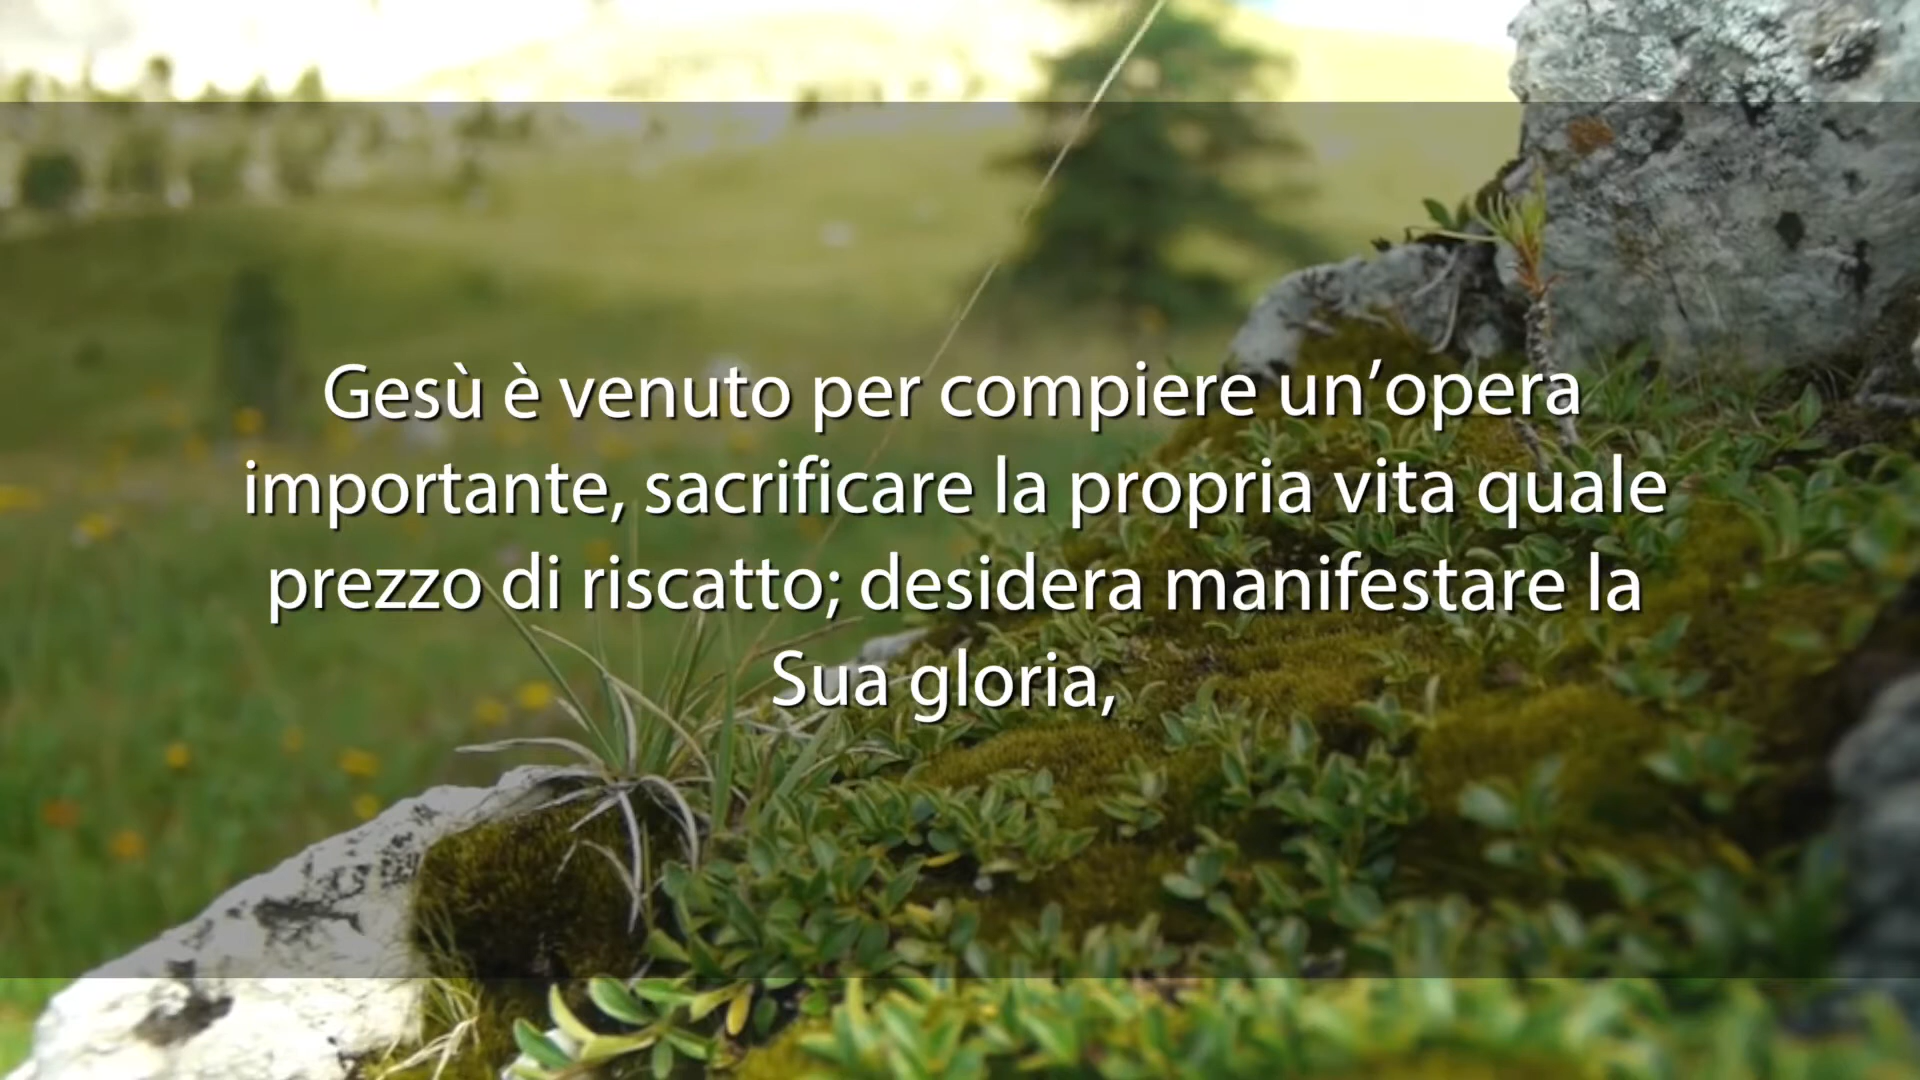 Gesù è venuto per compiere un’opera
importante, sacrificare la propria vita quale
prezzo di riscatto; desidera manifestare la
Sua gloria,